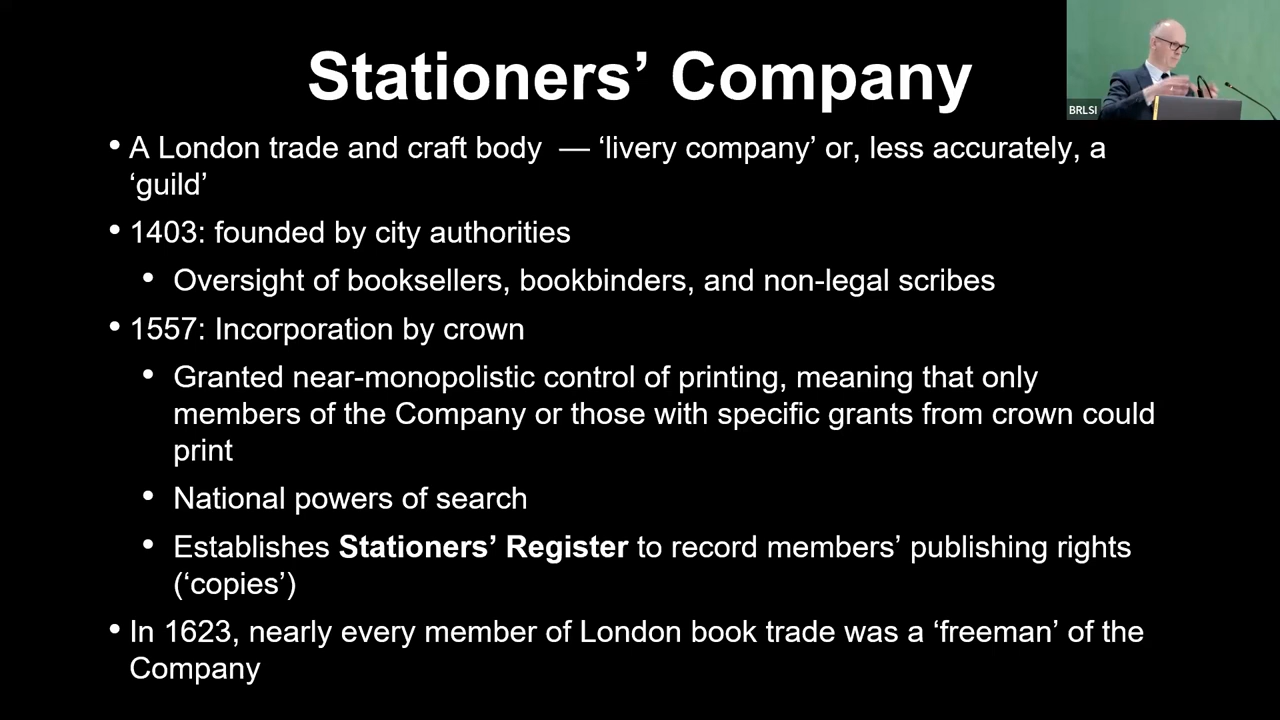 Stationers’ Company
BRLSI
• A London trade and craft body — ‘livery company’ or, less accurately, a
‘guild’
• 1403: founded by city authorities
• Oversight of booksellers, bookbinders, and non-legal scribes
• 1557: Incorporation by crown
• Granted near-monopolistic control of printing, meaning that only
members of the Company or those with specific grants from crown could
print
• National powers of search
• Establishes Stationers’ Register to record members’ publishing rights
(‘copies’)
• In 1623, nearly every member of London book trade was a ‘freeman’ of the
Company